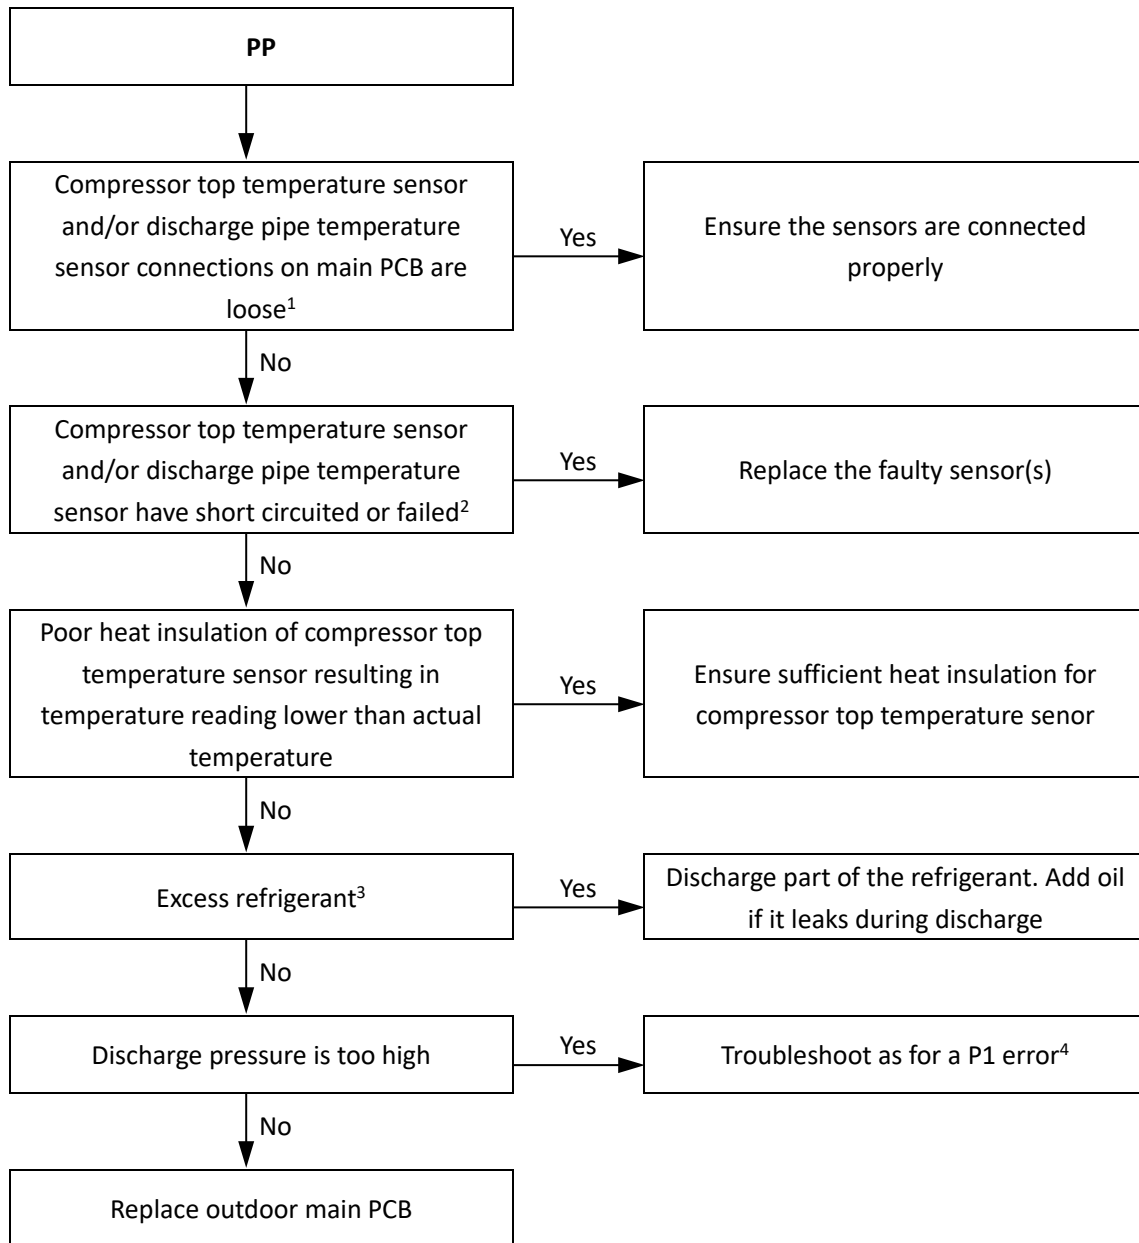 PP
Compressor top temperature sensor
and/or discharge pipe temperature
sensor connections on main PCB are
loose¹
Yes
Ensure the sensors are connected
properly
No
Compressor top temperature sensor
and/or discharge pipe temperature
sensor have short circuited or failed²
Yes
Replace the faulty sensor(s)
No
Poor heat insulation of compressor top
temperature sensor resulting in
temperature reading lower than actual
temperature
Yes
Ensure sufficient heat insulation for
compressor top temperature senor
No
Excess refrigerant³
Yes
Discharge part of the refrigerant. Add oil
if it leaks during discharge
No
Discharge pressure is too high
Yes
Troubleshoot as for a P1 error⁴
No
Replace outdoor main PCB